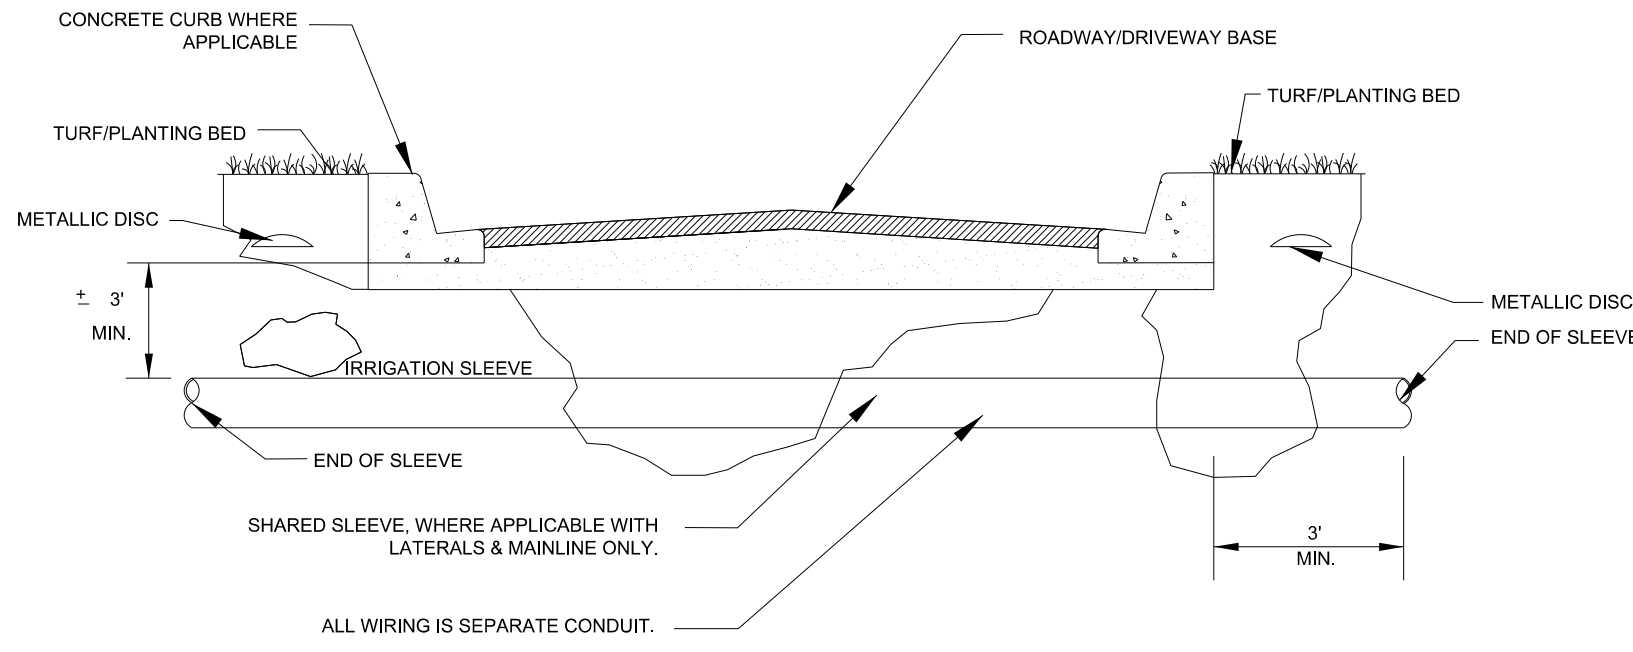 CONCRETE CURB WHERE
APPLICABLE
ROADWAY/DRIVEWAY BASE
TURF/PLANTING BED
TURF/PLANTING BED
METALLIC DISC
± 3'
MIN.
METALLIC DISC
END OF SLEEVE
IRRIGATION SLEEVE
END OF SLEEVE
SHARED SLEEVE, WHERE APPLICABLE WITH
LATERALS & MAINLINE ONLY.
3'
MIN.
ALL WIRING IS SEPARATE CONDUIT.